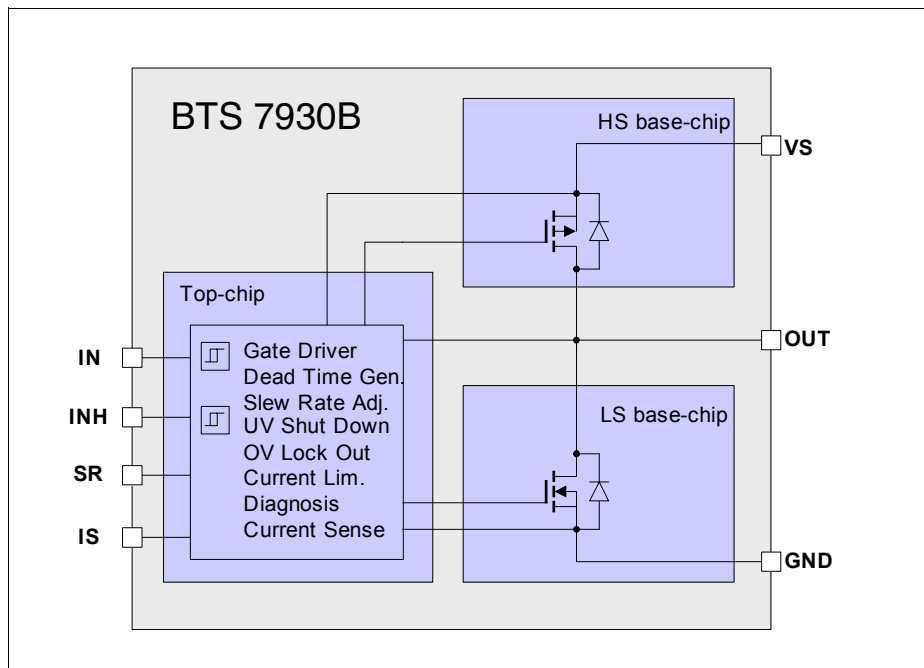 BTS 7930B
HS base-chip
VS
Top-chip
IN
INH
SR
IS
Gate Driver
Dead Time Gen.
Slew Rate Adj.
UV Shut Down
OV Lock Out
Current Lim.
Diagnosis
Current Sense
OUT
LS base-chip
GND